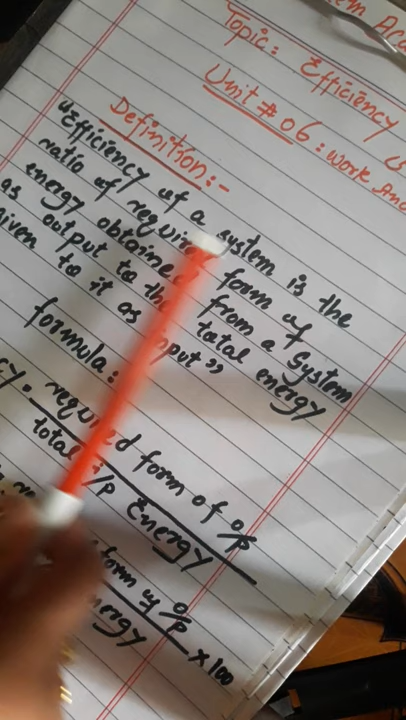 Topic: Efficiency
Unit # 06: Work And
Definition:-
"Efficiency of a system is the
ratio of required form of
energy obtained from a System
as output to the total energy
given to it as input"
formula:
required form of o/p
total i/p Energy
form of o/p
× 100